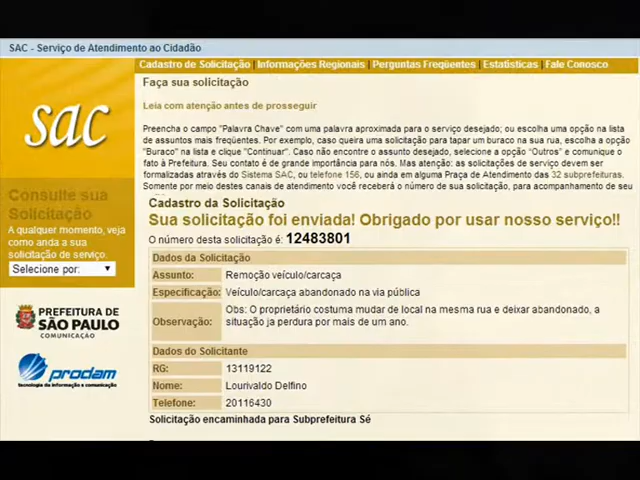 SAC - Serviço de Atendimento ao Cidadão
Cadastro de Solicitação | Informações Regionais | Perguntas Freqüentes | Estatísticas | Fale Conosco
sac
Consulte sua
Solicitação
A qualquer momento, veja
como anda a sua
solicitação de serviço:
Selecione por:
PREFEITURA DE
SÃO PAULO
COMUNICAÇÃO
prodam
tecnologia da informação e comunicação
Faça sua solicitação
Leia com atenção antes de prosseguir
Preencha o campo "Palavra Chave" com uma palavra aproximada para o serviço desejado; ou escolha uma opção na lista
de assuntos mais freqüentes. Por exemplo, caso queira uma solicitação para tapar um buraco na sua rua, escolha a opção
"Buraco" na lista e clique "Continuar". Caso não encontre o assunto desejado, selecione a opção "Outros" e comunique o
fato à Prefeitura. Seu contato é de grande importância para nós. Mas atenção: as solicitações de serviço devem ser
formalizadas através do Sistema SAC, ou telefone 156, ou ainda em alguma Praça de Atendimento das 32 subprefeituras.
Somente por meio destes canais de atendimento você receberá o número de sua solicitação, para acompanhamento de seu
Cadastro da Solicitação
Sua solicitação foi enviada! Obrigado por usar nosso serviço!!
O número desta solicitação é: 12483801
Dados da Solicitação
Assunto: Remoção veículo/carcaça
Especificação: Veículo/carcaça abandonado na via pública
Observação: Obs: O proprietário costuma mudar de local na mesma rua e deixar abandonado, a
situação ja perdura por mais de um ano.
Dados do Solicitante
RG: 13119122
Nome: Lourivaldo Delfino
Telefone: 20116430
Solicitação encaminhada para Subprefeitura Sé